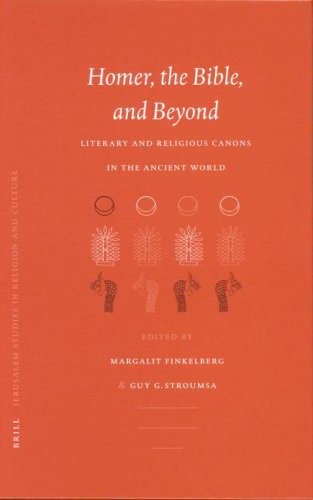 Homer, the Bible,
and Beyond
LITERARY AND RELIGIOUS CANONS
IN THE ANCIENT WORLD
EDITED BY
MARGALIT FINKELBERG
& GUY G. STROUMSA
BRILL JERUSALEM STUDIES IN RELIGION AND CULTURE